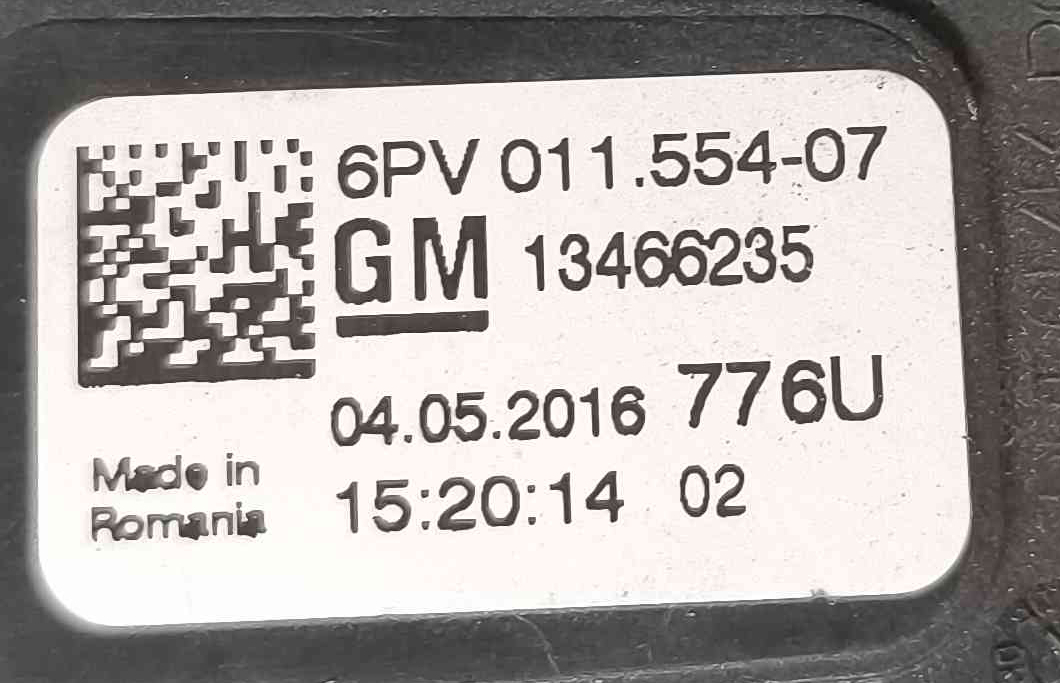 6PV 011.554-07
GM 13466235
04.05.2016 776U
15:20:14 02
Made in
Romania